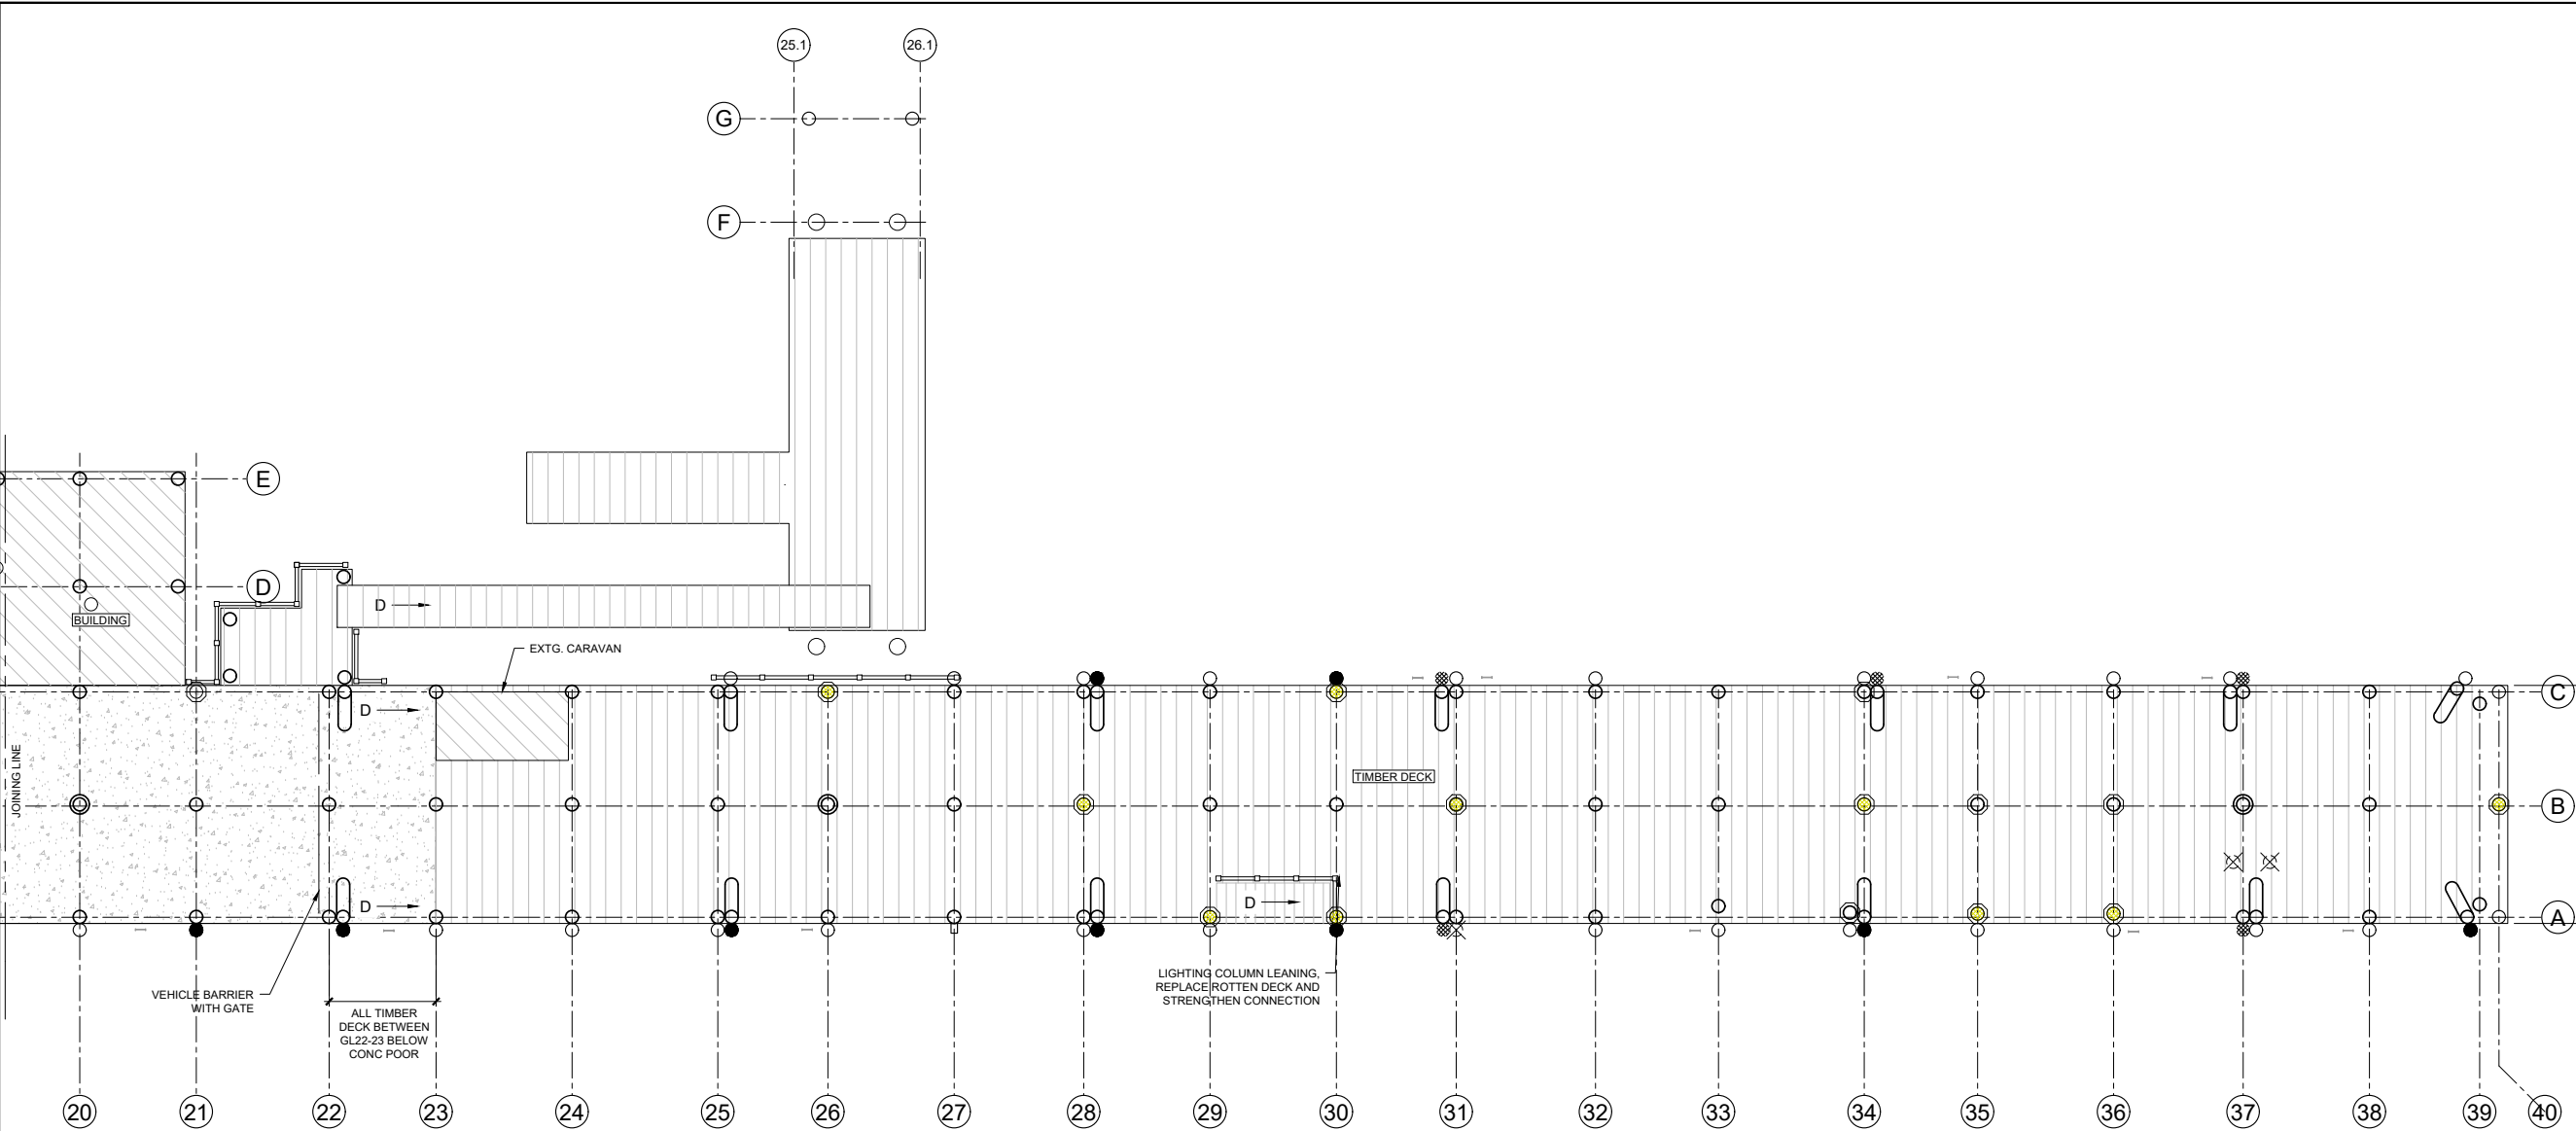 25.1
26.1
G
F
E
D
BUILDING
D
EXTG. CARAVAN
D
C
JOINING LINE
TIMBER DECK
B
D
D
A
LIGHTING COLUMN LEANING,
REPLACE ROTTEN DECK AND
STRENGTHEN CONNECTION
VEHICLE BARRIER
WITH GATE
ALL TIMBER
DECK BETWEEN
GL22-23 BELOW
CONC POOR
20
21
22
23
24
25
26
27
28
29
30
31
32
33
34
35
36
37
38
39
40